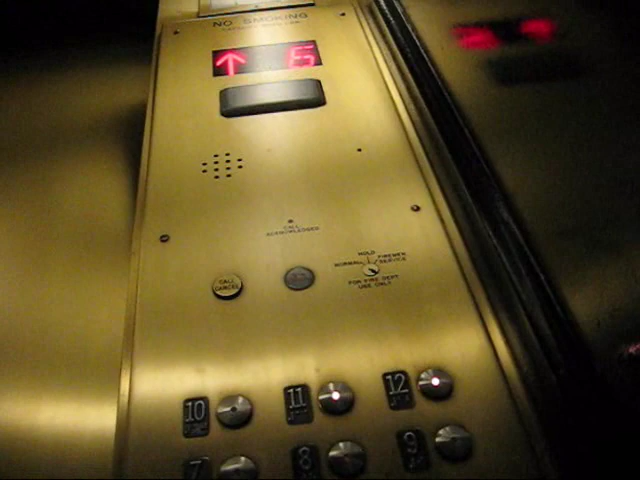 NO SMOKING
↑ 6
CALL
ACKNOWLEDGED
CALL
CANCEL
HOLD
NORMAL FIREMEN
SERVICE
FOR FIRE DEPT
USE ONLY
10 11 12
7 8 9